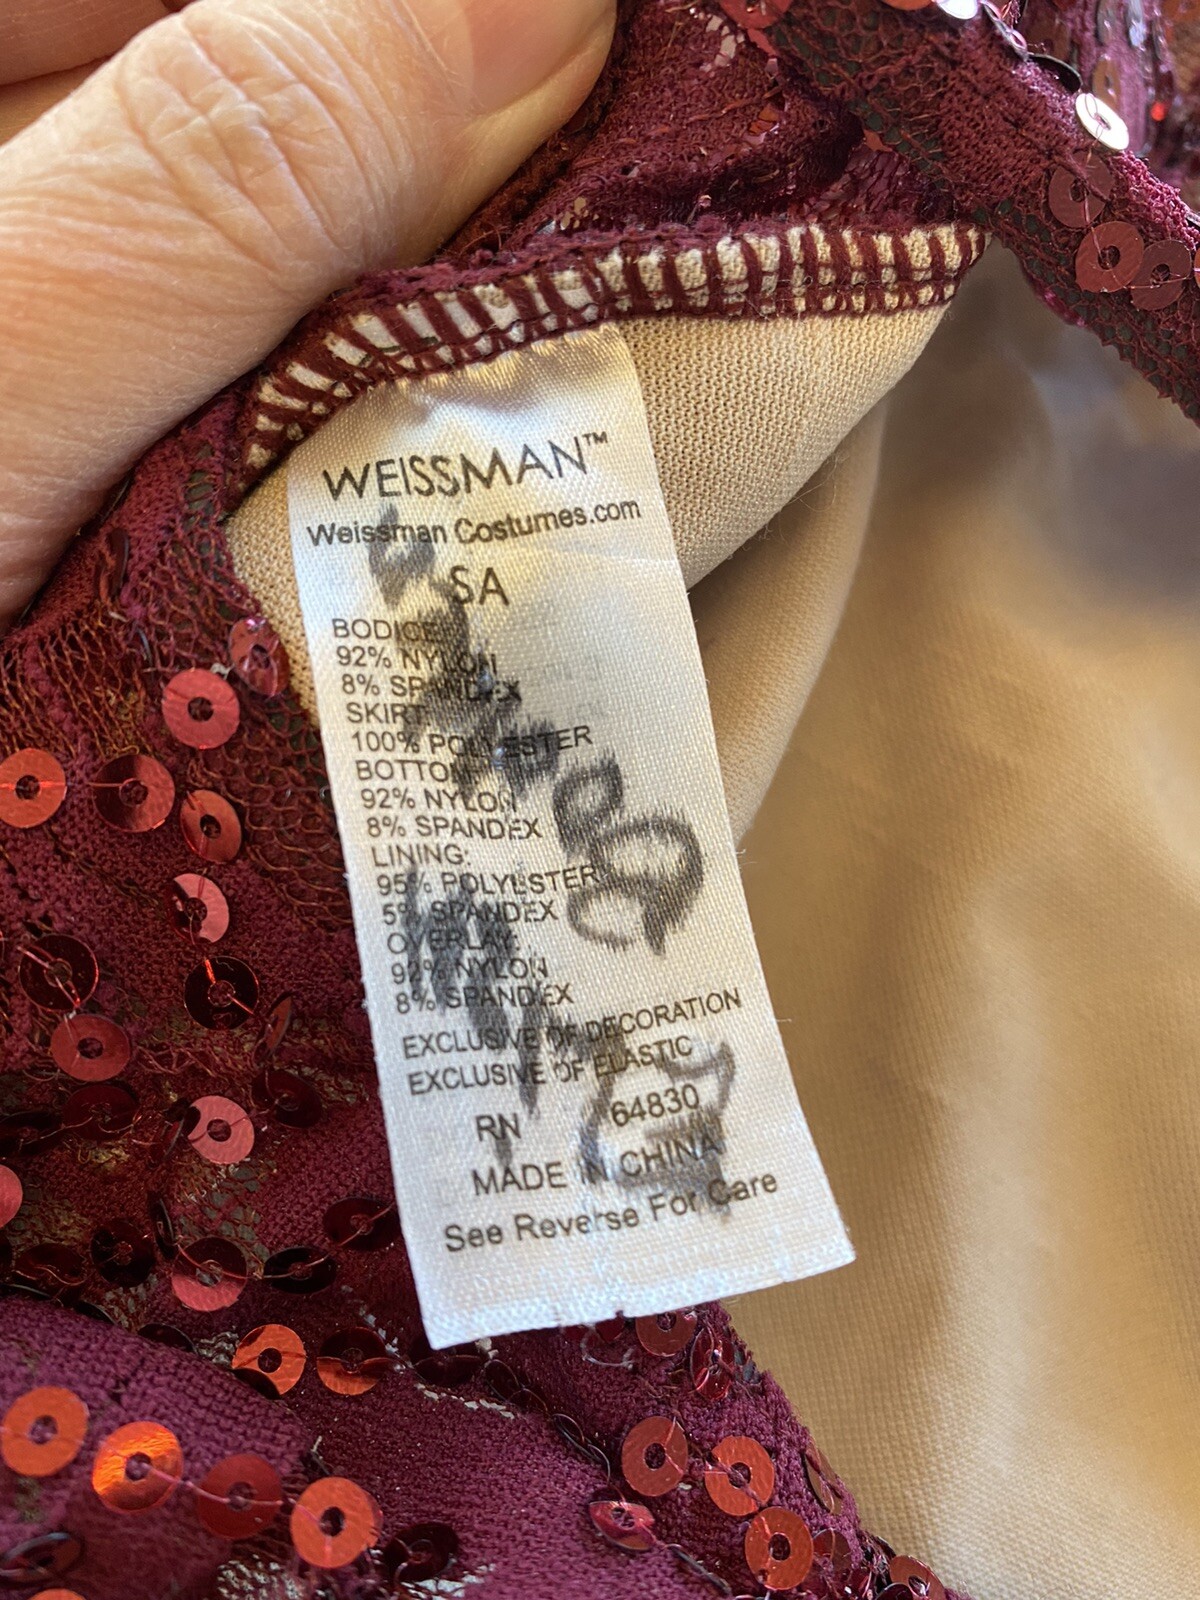 WEISSMAN™
Weissman Costumes.com
SA
BODICE:
92% NYLON
8% SPANDEX
SKIRT:
100% POLYESTER
BOTTOM:
92% NYLON
8% SPANDEX
LINING:
95% POLYESTER
5% SPANDEX
OVERLAY:
92% NYLON
8% SPANDEX
EXCLUSIVE OF DECORATION
EXCLUSIVE OF ELASTIC
RN 64830
MADE IN CHINA
See Reverse For Care